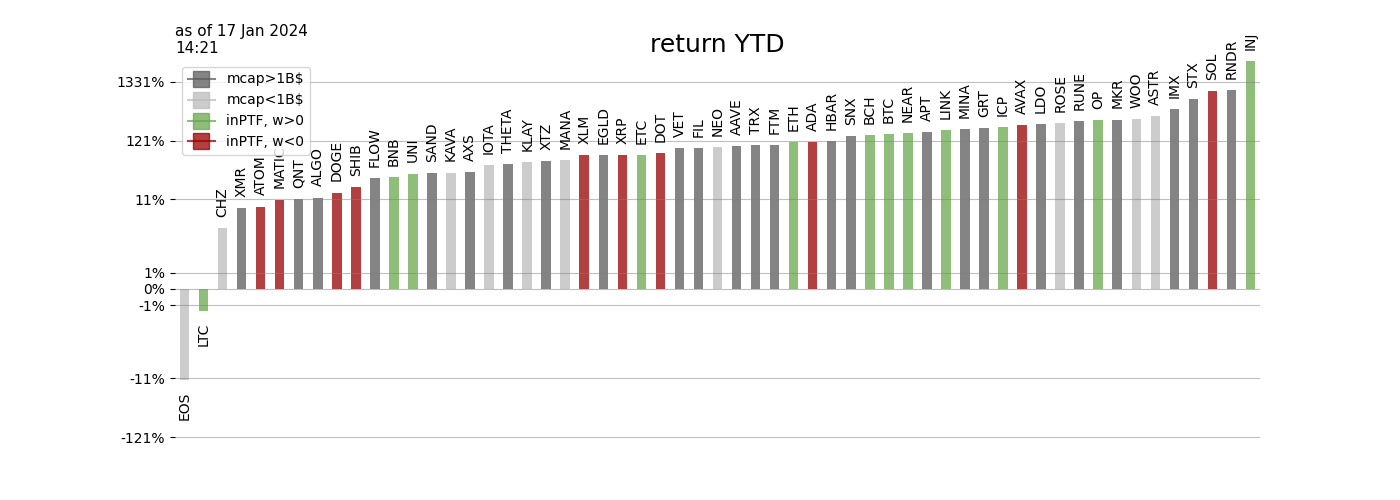 as of 17 Jan 2024
14:21
return YTD
mcap>1B$
mcap<1B$
inPTF, w>0
inPTF, w<0
1331%
121%
11%
1%
0%
-1%
-11%
-121%
EOS
LTC
CHZ
XMR
ATOM
MATIC
QNT
ALGO
DOGE
SHIB
FLOW
BNB
UNI
SAND
KAVA
AXS
IOTA
THETA
KLAY
XTZ
MANA
XLM
EGLD
XRP
ETC
DOT
VET
FIL
NEO
AAVE
TRX
FTM
ETH
ADA
HBAR
SNX
BCH
BTC
NEAR
APT
LINK
MINA
GRT
ICP
AVAX
LDO
ROSE
RUNE
OP
MKR
WOO
ASTR
IMX
STX
SOL
RNDR
INJ